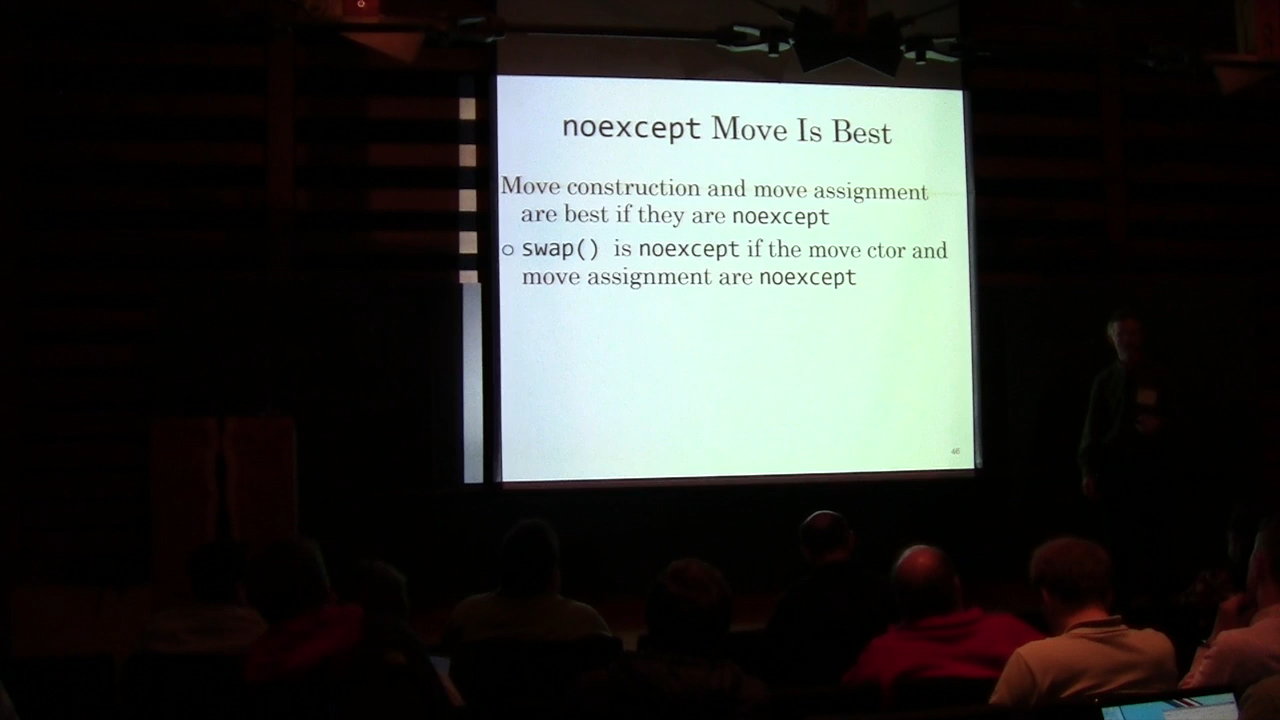 noexcept Move Is Best
Move construction and move assignment
are best if they are noexcept
○ swap() is noexcept if the move ctor and
move assignment are noexcept
46